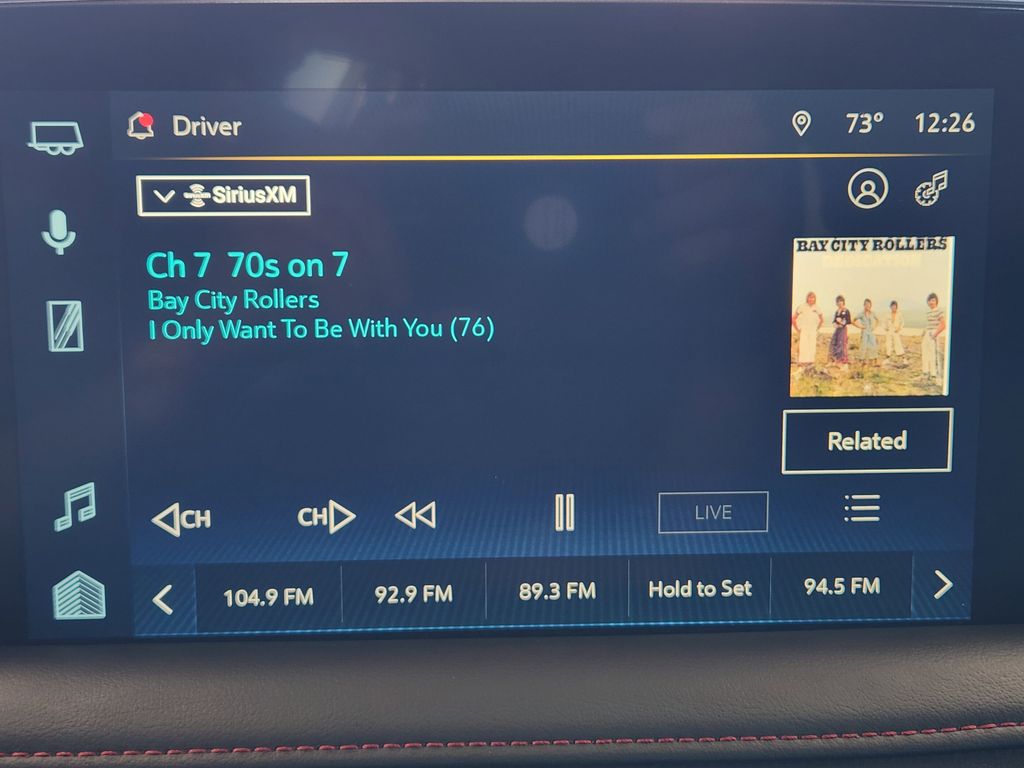 Driver
73° 12:26
SiriusXM
Ch 7 70s on 7
Bay City Rollers
I Only Want To Be With You (76)
BAY CITY ROLLERS
DEDICATION
Related
CH CH LIVE
104.9 FM 92.9 FM 89.3 FM Hold to Set 94.5 FM